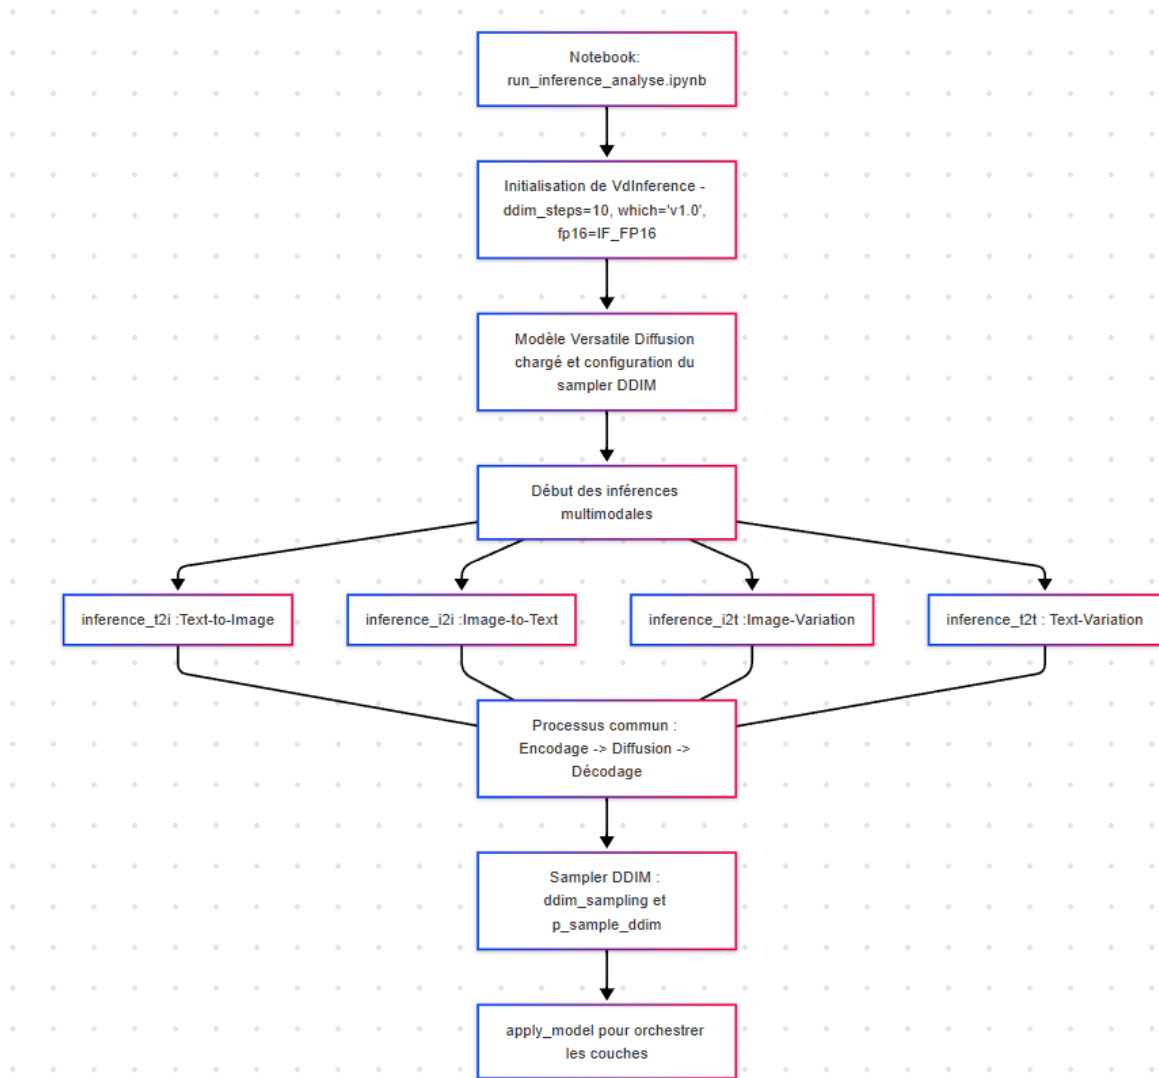 Notebook:
run_inference_analyse.ipynb
Initialisation de VdInference -
ddim_steps=10, which='v1.0',
fp16=IF_FP16
Modèle Versatile Diffusion
chargé et configuration du
sampler DDIM
Début des inférences
multimodales
inference_t2i :Text-to-Image
inference_i2i :Image-to-Text
inference_i2t :Image-Variation
inference_t2t : Text-Variation
Processus commun :
Encodage -> Diffusion ->
Décodage
Sampler DDIM :
ddim_sampling et
p_sample_ddim
apply_model pour orchestrer
les couches